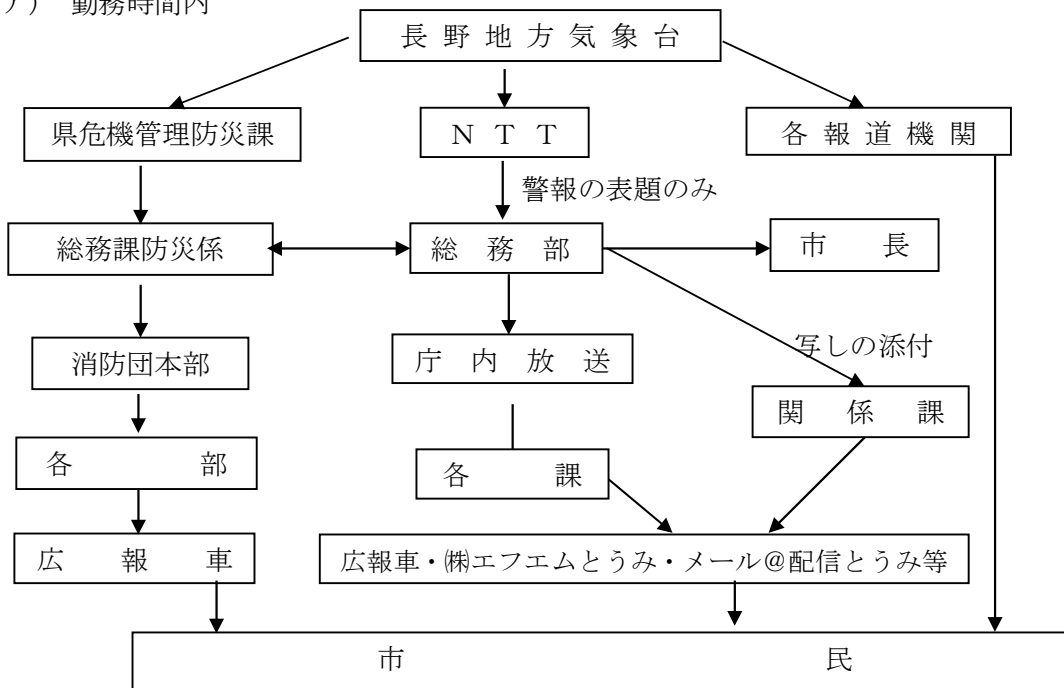 勤務時間内
長 野 地 方 気 象 台
県危機管理防災課
Ｎ Ｔ Ｔ
各 報 道 機 関
警報の表題のみ
総務課防災係
総 務 部
市 長
消防団本部
庁 内 放 送
写しの添付
関 係 課
各 部
各 課
広 報 車
広報車・㈱エフエムとうみ・メール＠配信とうみ等
市 民